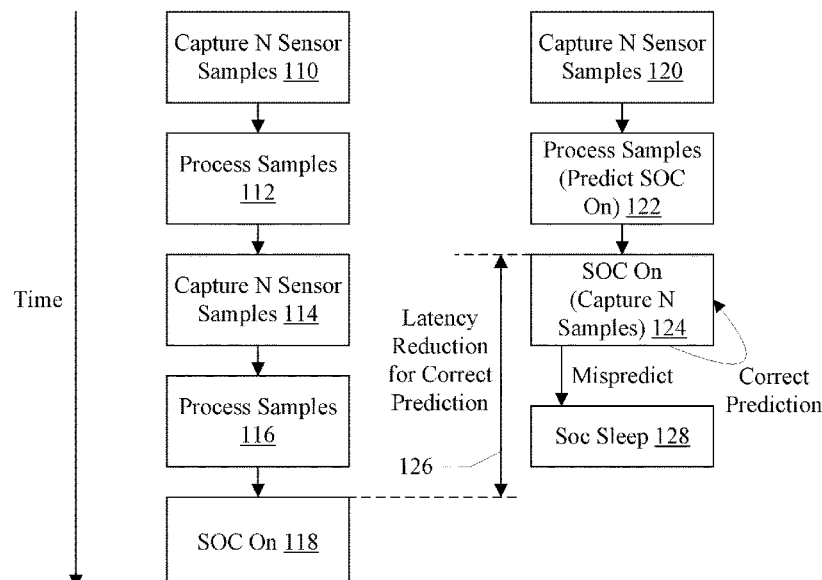 Time
Capture N Sensor
Samples 110
Process Samples
112
Capture N Sensor
Samples 114
Process Samples
116
SOC On 118
Latency
Reduction
for Correct
Prediction
126
Capture N Sensor
Samples 120
Process Samples
(Predict SOC
On) 122
SOC On
(Capture N
Samples) 124
Mispredict
Correct
Prediction
Soc Sleep 128